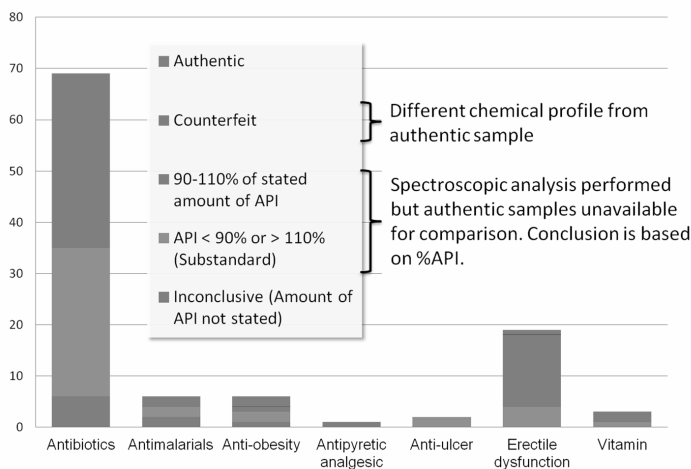 80
70
60
50
40
30
20
10
0
Authentic
Counterfeit
90-110% of stated
amount of API
API < 90% or > 110%
(Substandard)
Inconclusive (Amount of
API not stated)
Different chemical profile from
authentic sample
Spectroscopic analysis performed
but authentic samples unavailable
for comparison. Conclusion is based
on %API.
Antibiotics
Antimalarials
Anti-obesity
Antipyretic
analgesic
Anti-ulcer
Erectile
dysfunction
Vitamin